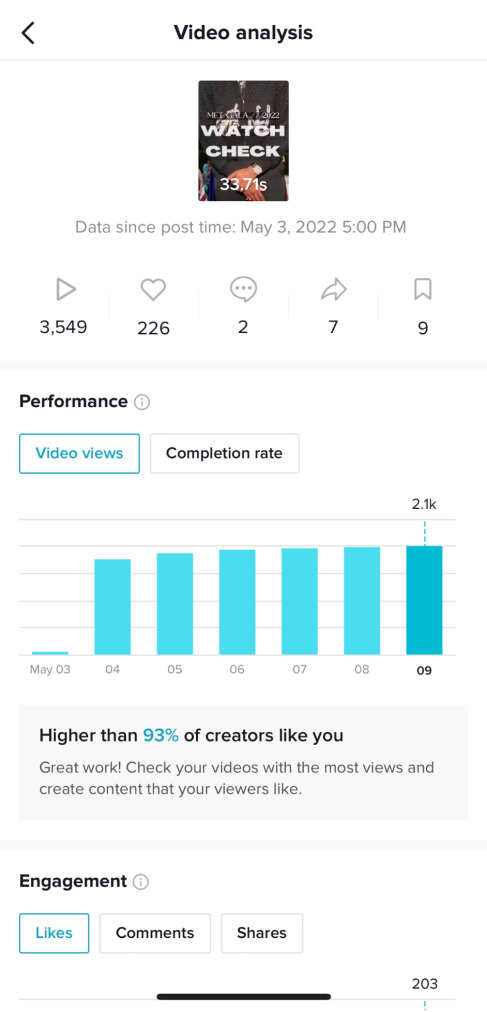 Video analysis
MET GALA // 2022
WATCH
CHECK
33.71s
Data since post time: May 3, 2022 5:00 PM
3,549 226 2 7 9
Performance
Video views Completion rate
2.1k
May 03 04 05 06 07 08 09
Higher than 93% of creators like you
Great work! Check your videos with the most views and
create content that your viewers like.
Engagement
Likes Comments Shares
203